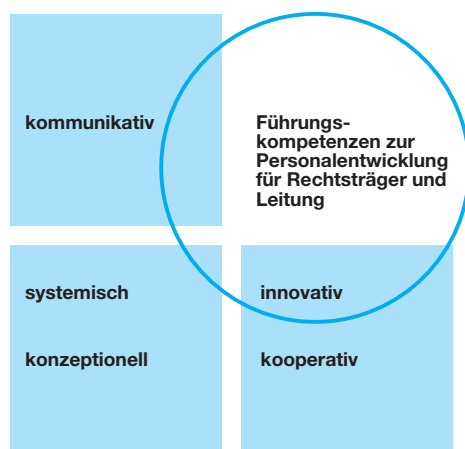 kommunikativ
Führungs-
kompetenzen zur
Personalentwicklung
für Rechtsträger und
Leitung
systemisch
innovativ
konzeptionell
kooperativ